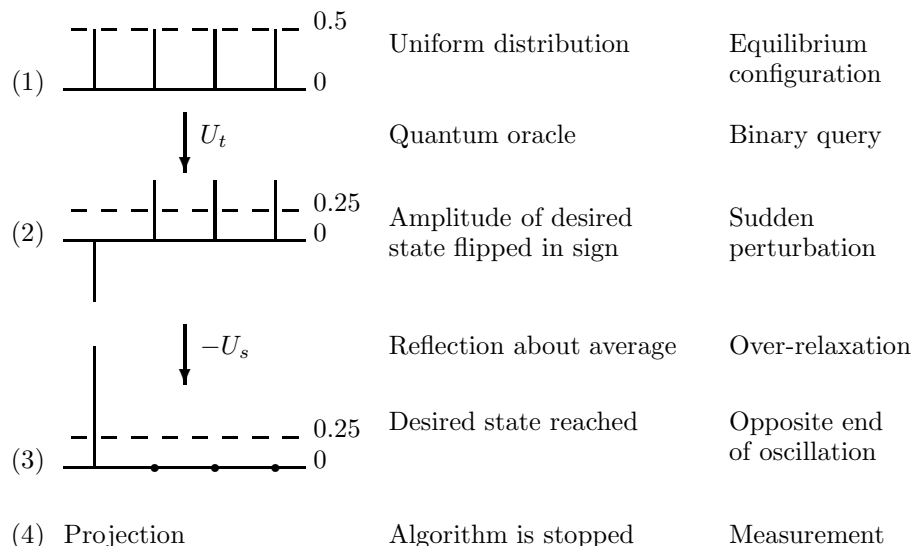 0.5
Uniform distribution
Equilibrium
configuration
(1)
0
U_t
Quantum oracle
Binary query
0.25
(2)
0
Amplitude of desired
state flipped in sign
Sudden
perturbation
−U_s
Reflection about average
Over-relaxation
0.25
(3)
0
Desired state reached
Opposite end
of oscillation
(4) Projection
Algorithm is stopped
Measurement